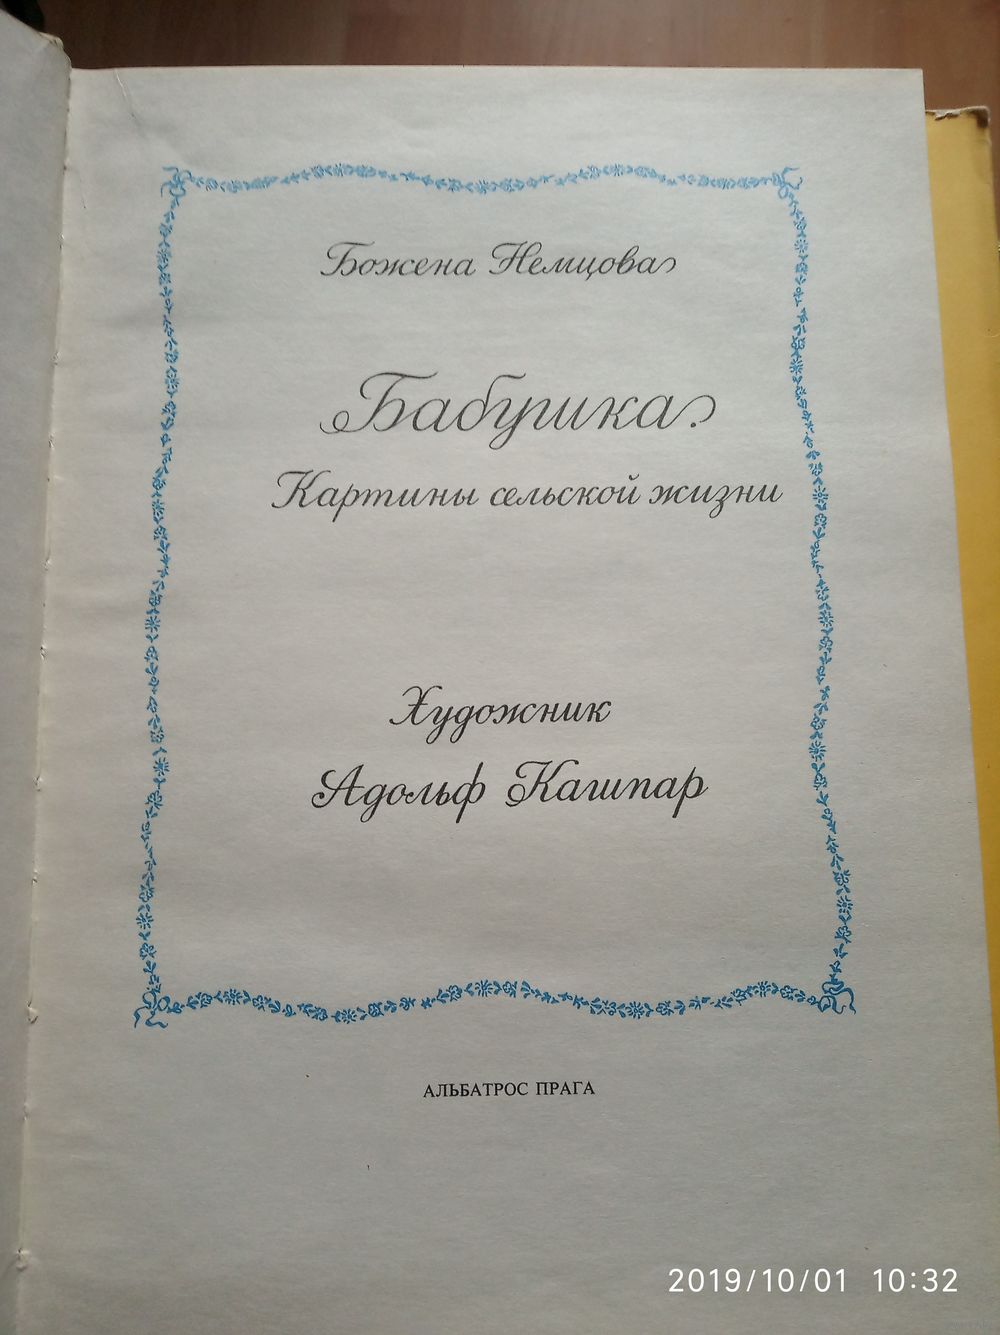 Божена Немцова
Бабушка.
Картины сельской жизни
Художник
Адольф Кашпар
АЛЬБАТРОС ПРАГА
2019/10/01 10:32